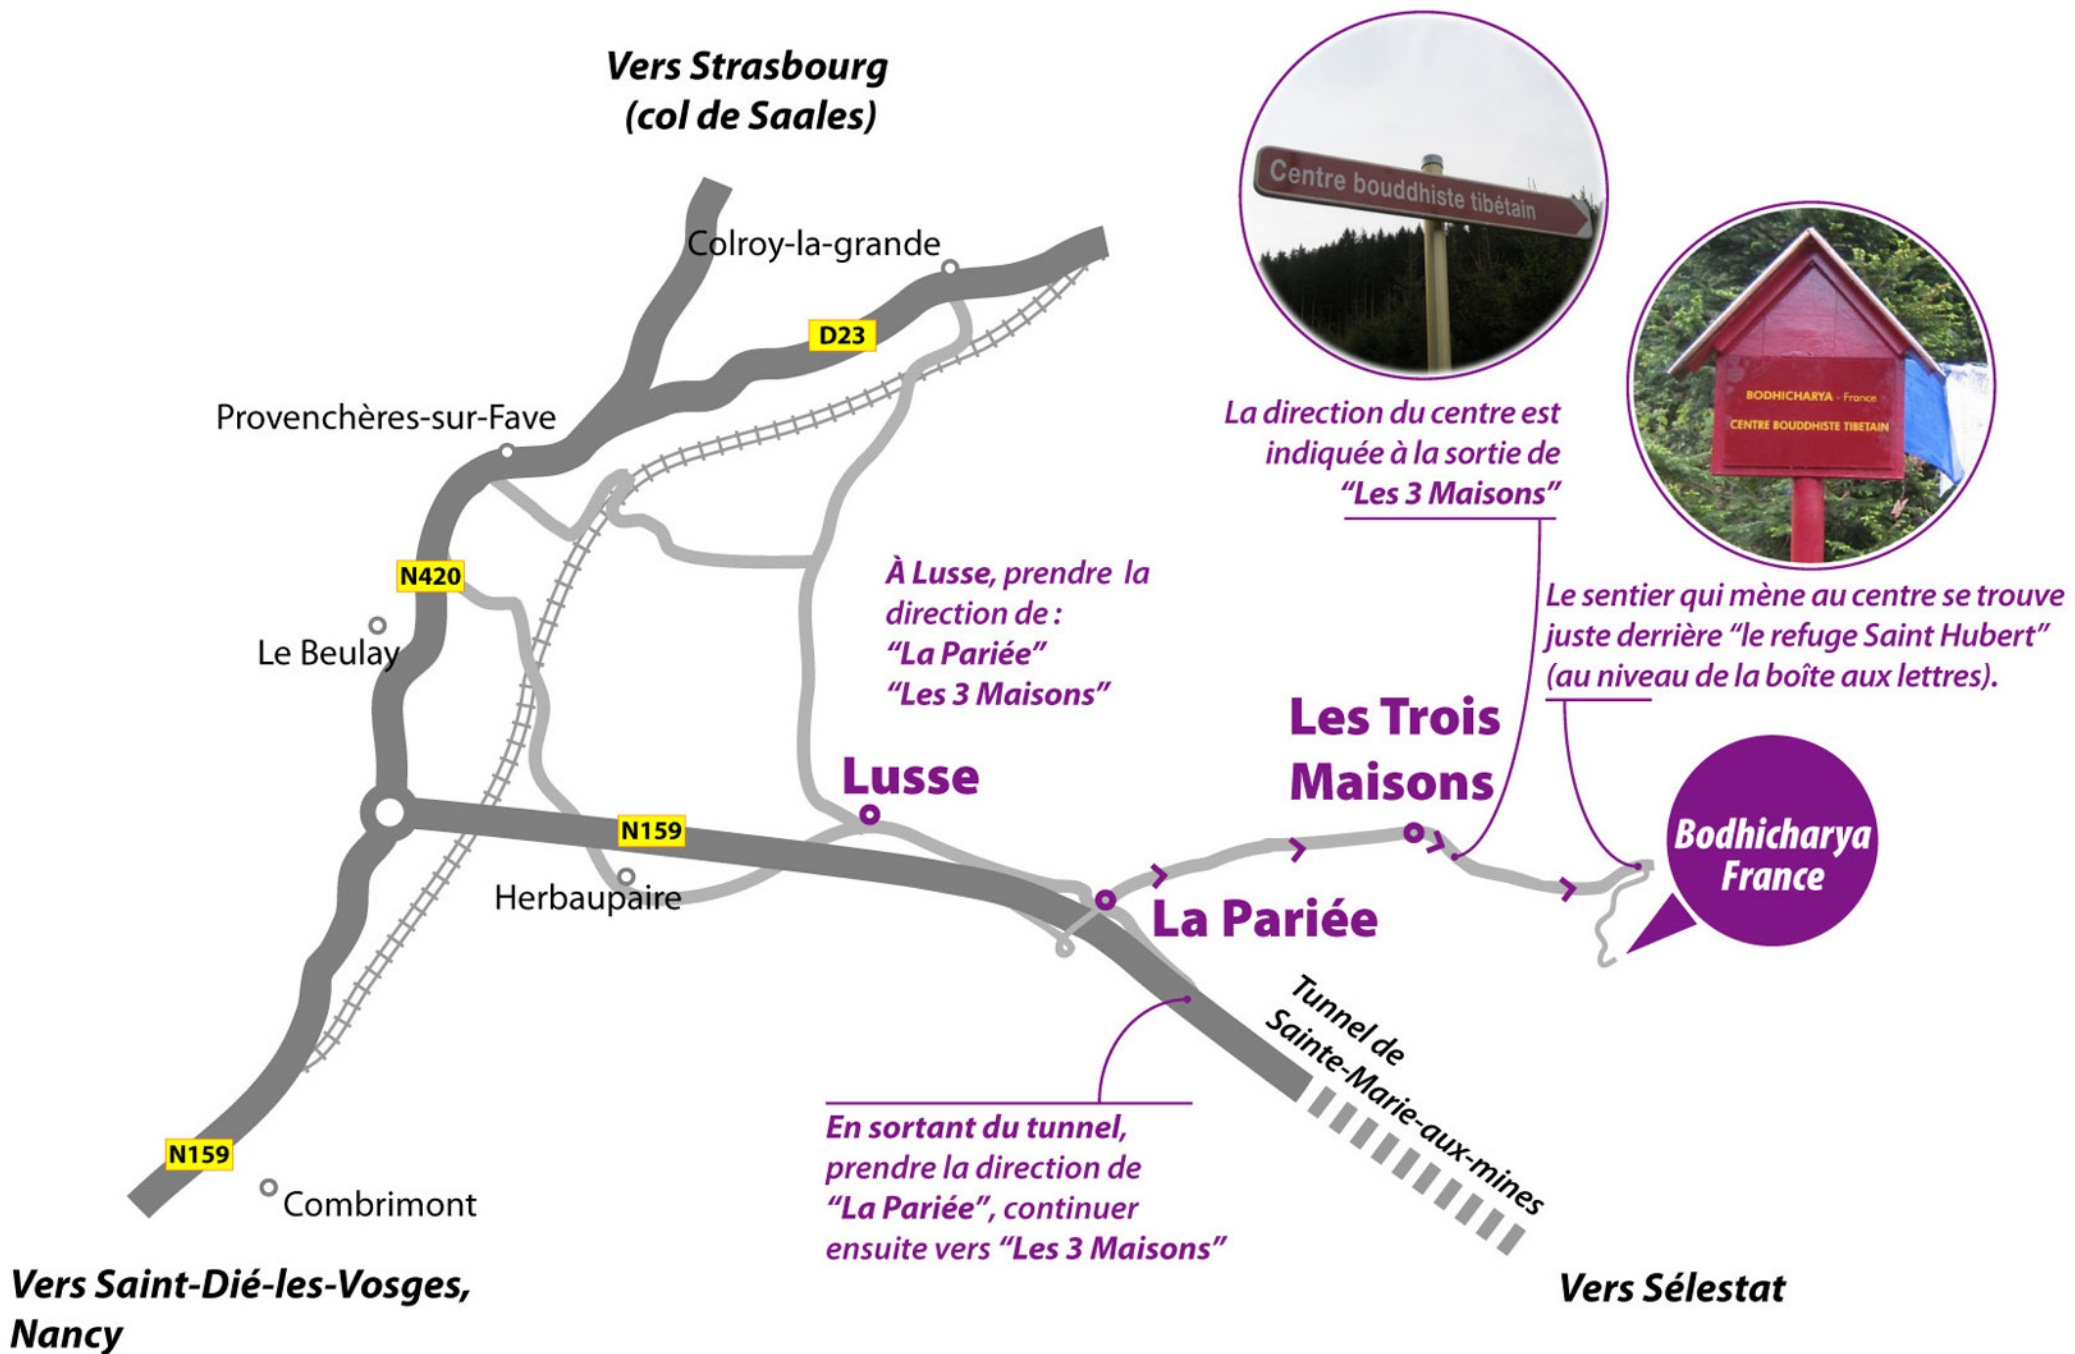 Vers Strasbourg
(col de Saales)
Centre bouddhiste tibétain
Colroy-la-grande
D23
BODHICHARYA - France
CENTRE BOUDDHISTE TIBETAIN
Provenchères-sur-Fave
La direction du centre est
indiquée à la sortie de
“Les 3 Maisons”
N420
À Lusse, prendre la
direction de :
“La Pariée”
“Les 3 Maisons”
Le sentier qui mène au centre se trouve
juste derrière “le refuge Saint Hubert”
(au niveau de la boîte aux lettres).
Le Beulay
Les Trois
Maisons
Lusse
N159
Bodhicharya
France
Herbaupaire
La Pariée
Tunnel de
Sainte-Marie-aux-mines
En sortant du tunnel,
prendre la direction de
“La Pariée”, continuer
ensuite vers “Les 3 Maisons”
N159
Combrimont
Vers Saint-Dié-les-Vosges,
Nancy
Vers Sélestat